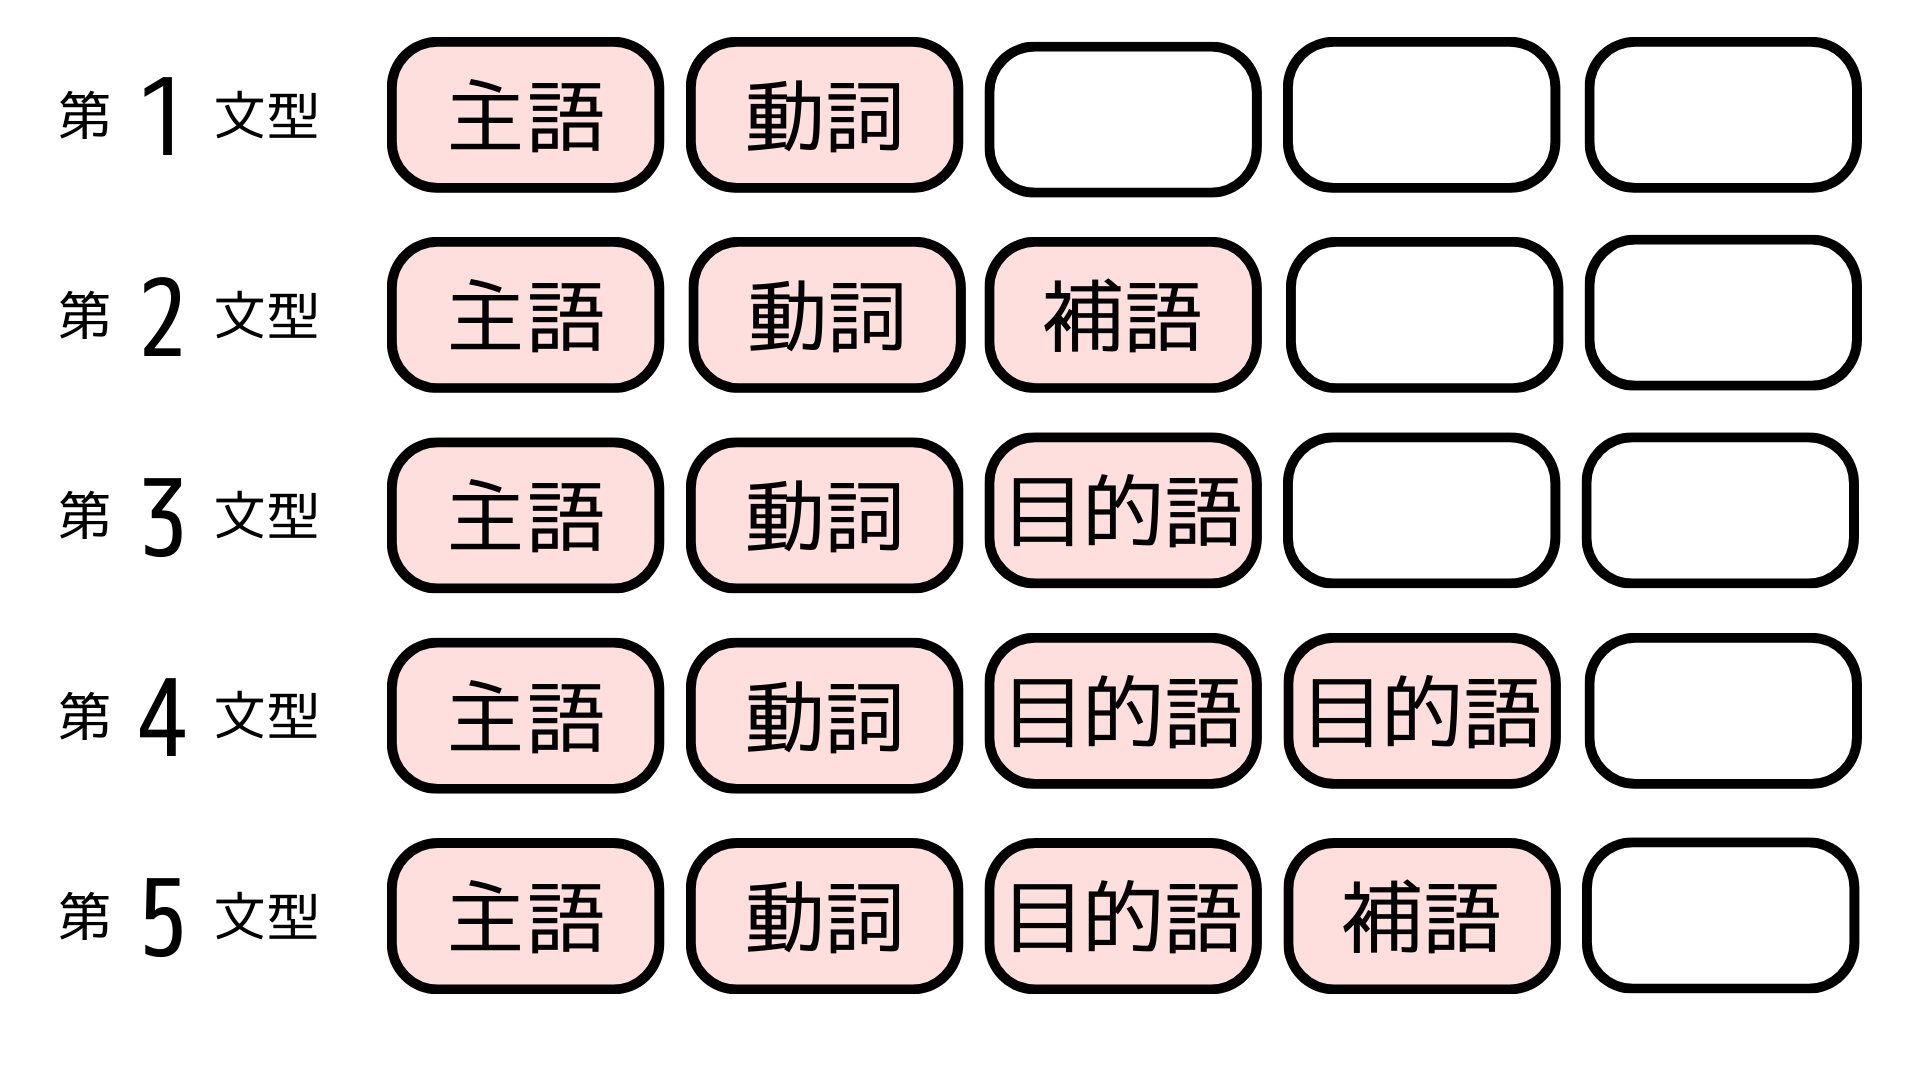 第 1 文型 主語 動詞
第 2 文型 主語 動詞 補語
第 3 文型 主語 動詞 目的語
第 4 文型 主語 動詞 目的語 目的語
第 5 文型 主語 動詞 目的語 補語